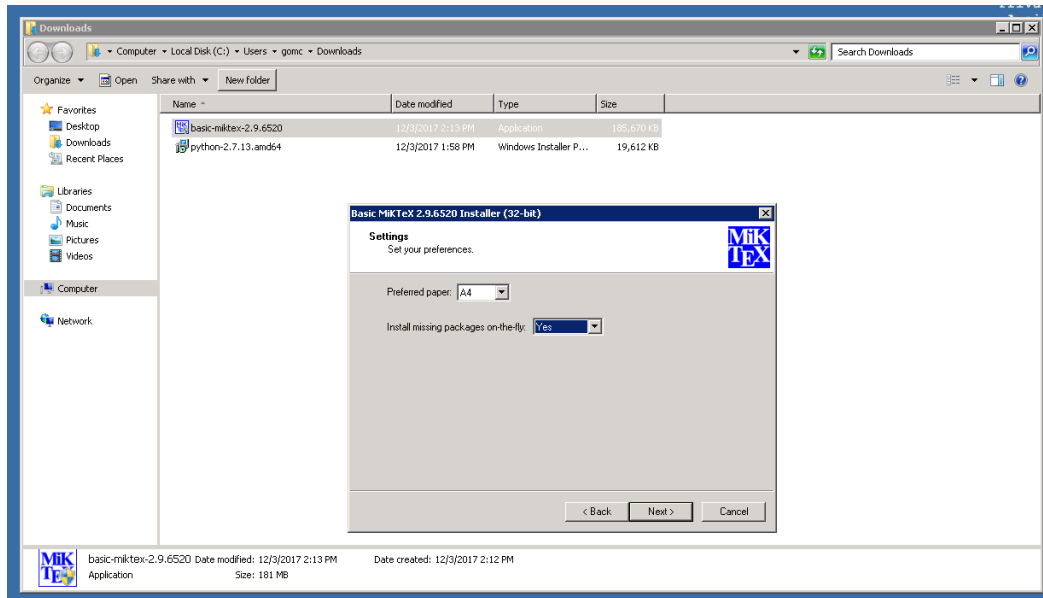 Downloads
Computer Local Disk (C:) Users gomc Downloads
Search Downloads
Organize Open Share with New folder
Name Date modified Type Size
Favorites
Desktop
Downloads
Recent Places
Libraries
Documents
Music
Pictures
Videos
Computer
Network
basic-miktex-2.9.6520 12/3/2017 2:13 PM Application 185,670 KB
python-2.7.13.amd64 12/3/2017 1:58 PM Windows Installer P... 19,612 KB
Basic MiKTeX 2.9.6520 Installer (32-bit)
Settings
Set your preferences.
MiK
TEX
Preferred paper: A4
Install missing packages on-the-fly: Yes
< Back Next > Cancel
MiK
TEX
basic-miktex-2.9.6520 Date modified: 12/3/2017 2:13 PM Date created: 12/3/2017 2:12 PM
Application Size: 181 MB